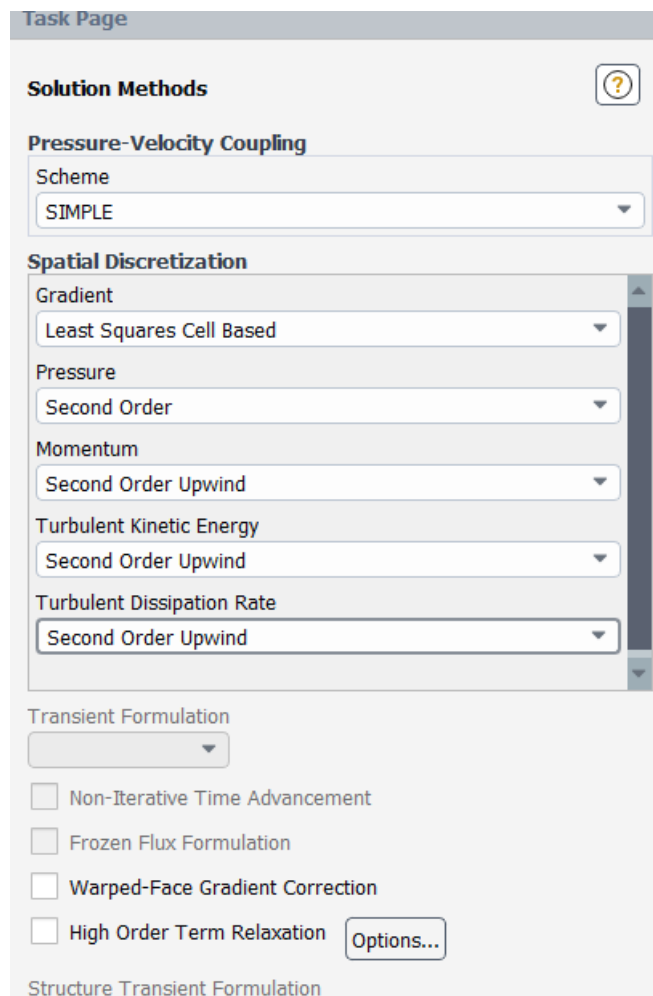 Task Page
Solution Methods
?
Pressure-Velocity Coupling
Scheme
SIMPLE
Spatial Discretization
Gradient
Least Squares Cell Based
Pressure
Second Order
Momentum
Second Order Upwind
Turbulent Kinetic Energy
Second Order Upwind
Turbulent Dissipation Rate
Second Order Upwind
Transient Formulation
Non-Iterative Time Advancement
Frozen Flux Formulation
Warped-Face Gradient Correction
High Order Term Relaxation Options...
Structure Transient Formulation